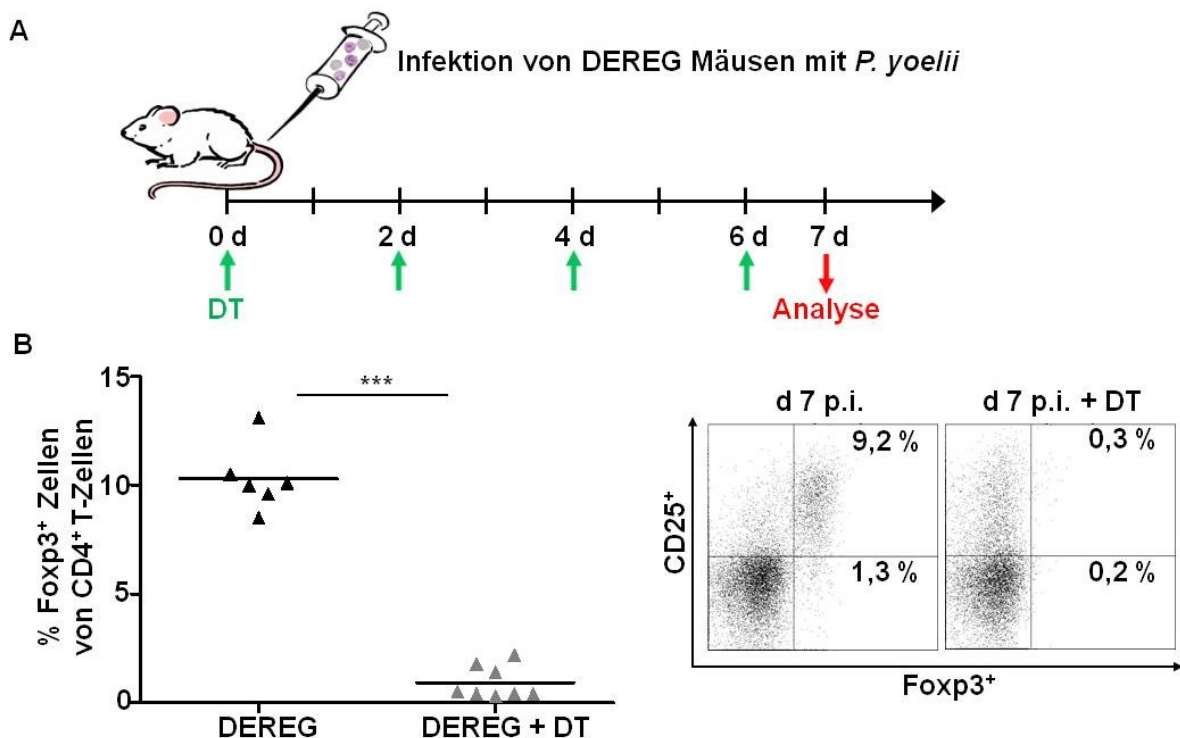 A
Infektion von DEREG Mäusen mit P. yoelii
0 d 2 d 4 d 6 d 7 d
DT Analyse
B
% Foxp3+ Zellen
von CD4+ T-Zellen
15
10
5
0
***
DEREG DEREG + DT
d 7 p.i. d 7 p.i. + DT
9,2 % 0,3 %
1,3 % 0,2 %
CD25+
Foxp3+